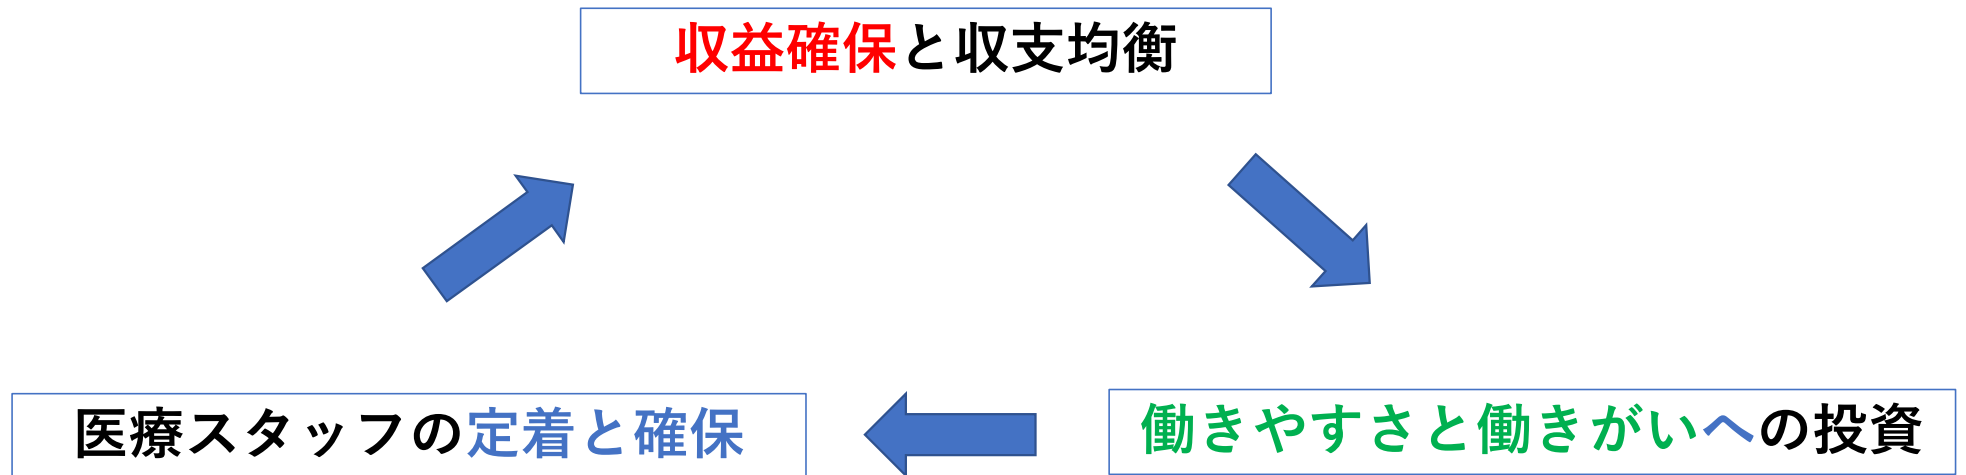 収益確保と収支均衡
医療スタッフの定着と確保
働きやすさと働きがいへの投資